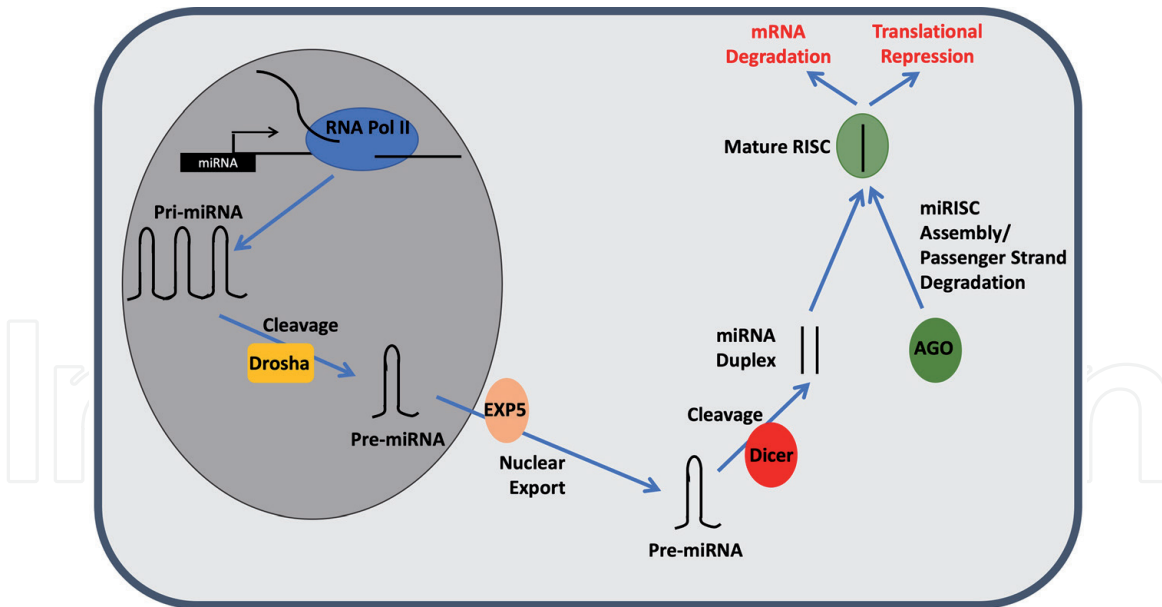 mRNA
Degradation
Translational
Repression
RNA Pol II
miRNA
Mature RISC
Pri-miRNA
miRISC
Assembly/
Passenger Strand
Degradation
Cleavage
Drosha
miRNA
Duplex
AGO
Pre-miRNA
EXP5
Cleavage
Dicer
Nuclear
Export
Pre-miRNA